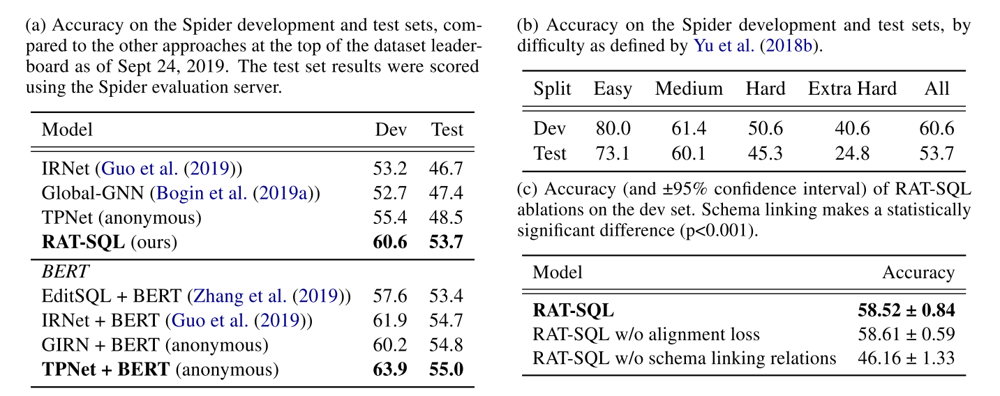 (a) Accuracy on the Spider development and test sets, com-
pared to the other approaches at the top of the dataset leader-
board as of Sept 24, 2019. The test set results were scored
using the Spider evaluation server.
Model Dev Test
IRNet (Guo et al. (2019)) 53.2 46.7
Global-GNN (Bogin et al. (2019a)) 52.7 47.4
TPNet (anonymous) 55.4 48.5
RAT-SQL (ours) 60.6 53.7
BERT
EditSQL + BERT (Zhang et al. (2019)) 57.6 53.4
IRNet + BERT (Guo et al. (2019)) 61.9 54.7
GIRN + BERT (anonymous) 60.2 54.8
TPNet + BERT (anonymous) 63.9 55.0
(b) Accuracy on the Spider development and test sets, by
difficulty as defined by Yu et al. (2018b).
Split Easy Medium Hard Extra Hard All
Dev 80.0 61.4 50.6 40.6 60.6
Test 73.1 60.1 45.3 24.8 53.7
(c) Accuracy (and ±95% confidence interval) of RAT-SQL
ablations on the dev set. Schema linking makes a statistically
significant difference (p<0.001).
Model Accuracy
RAT-SQL 58.52 ± 0.84
RAT-SQL w/o alignment loss 58.61 ± 0.59
RAT-SQL w/o schema linking relations 46.16 ± 1.33